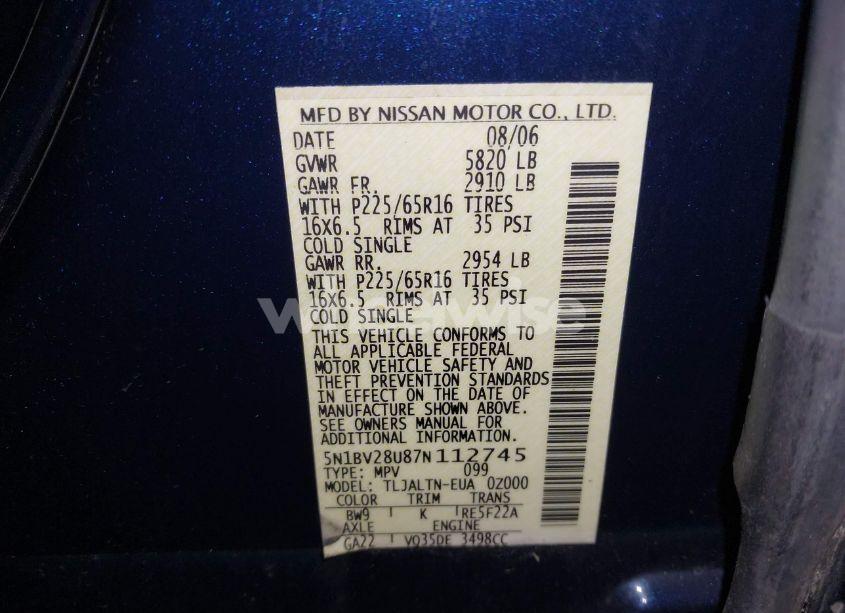 MFD BY NISSAN MOTOR CO., LTD.
DATE 08/06
GVWR 5820 LB
GAWR FR. 2910 LB
WITH P225/65R16 TIRES
16X6.5 RIMS AT 35 PSI
COLD SINGLE
GAWR RR. 2954 LB
WITH P225/65R16 TIRES
16X6.5 RIMS AT 35 PSI
COLD SINGLE
THIS VEHICLE CONFORMS TO
ALL APPLICABLE FEDERAL
MOTOR VEHICLE SAFETY AND
THEFT PREVENTION STANDARDS
IN EFFECT ON THE DATE OF
MANUFACTURE SHOWN ABOVE.
SEE OWNERS MANUAL FOR
ADDITIONAL INFORMATION.
5N1BV28U87N112745
TYPE: MPV 099
MODEL: TLJALTN-EUA 0Z000
COLOR TRIM TRANS
BW9 K RE5F22A
AXLE ENGINE
GA22 VQ35DE 3498CC